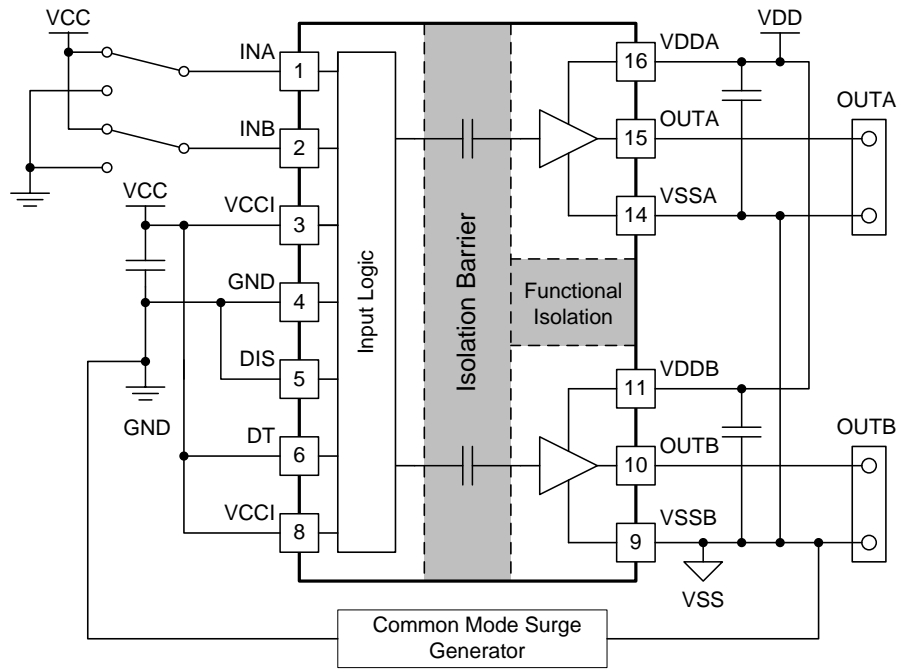 VCC
INA
1
INB
2
VCC
VCCI
3
GND
4
DIS
5
GND
DT
6
VCCI
8
Input Logic
Isolation Barrier
Functional
Isolation
16
VDDA
VDD
15
OUTA
OUTA
14
VSSA
11
VDDB
10
OUTB
OUTB
9
VSSB
VSS
Common Mode Surge
Generator